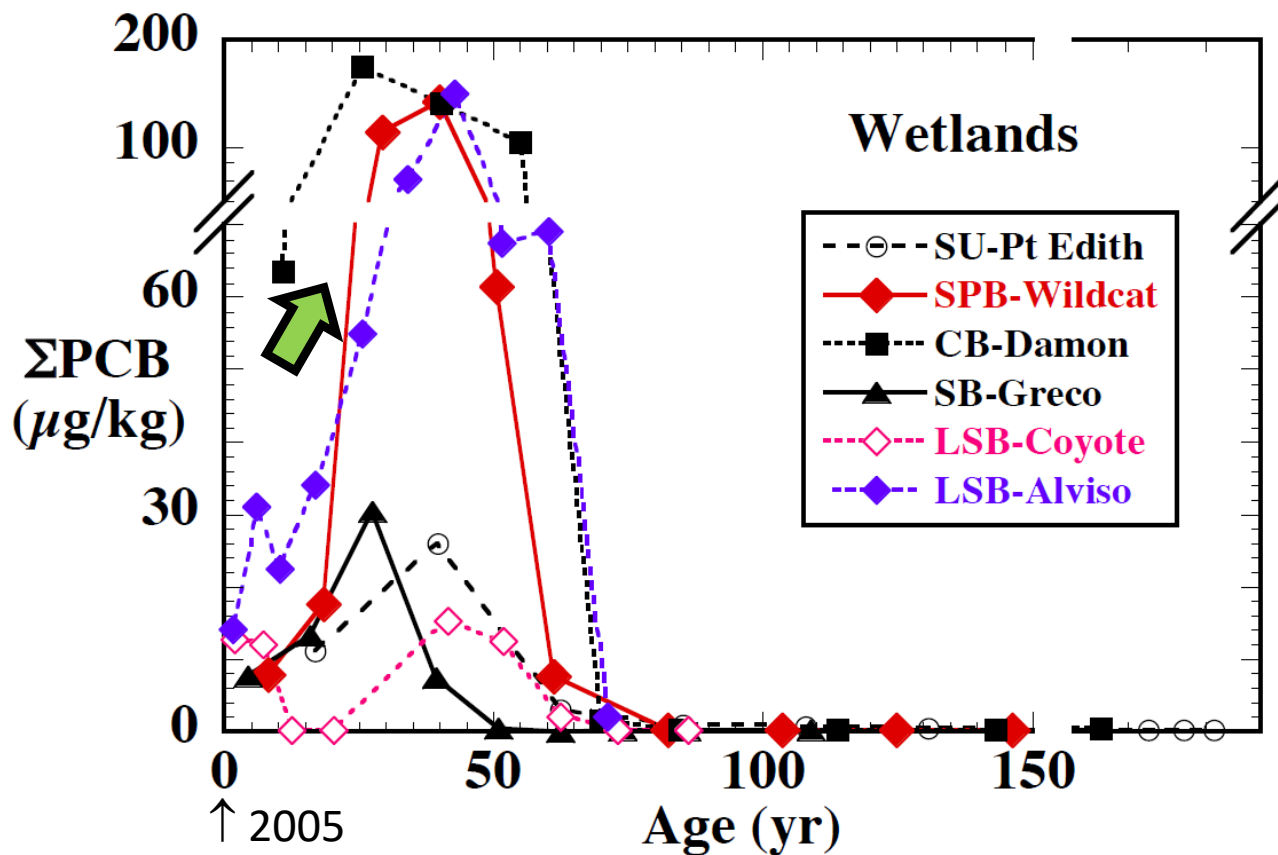 200
100
60
30
0
ΣPCB
(µg/kg)
Wetlands
SU-Pt Edith
SPB-Wildcat
CB-Damon
SB-Greco
LSB-Coyote
LSB-Alviso
0 50 100 150
↑ 2005
Age (yr)